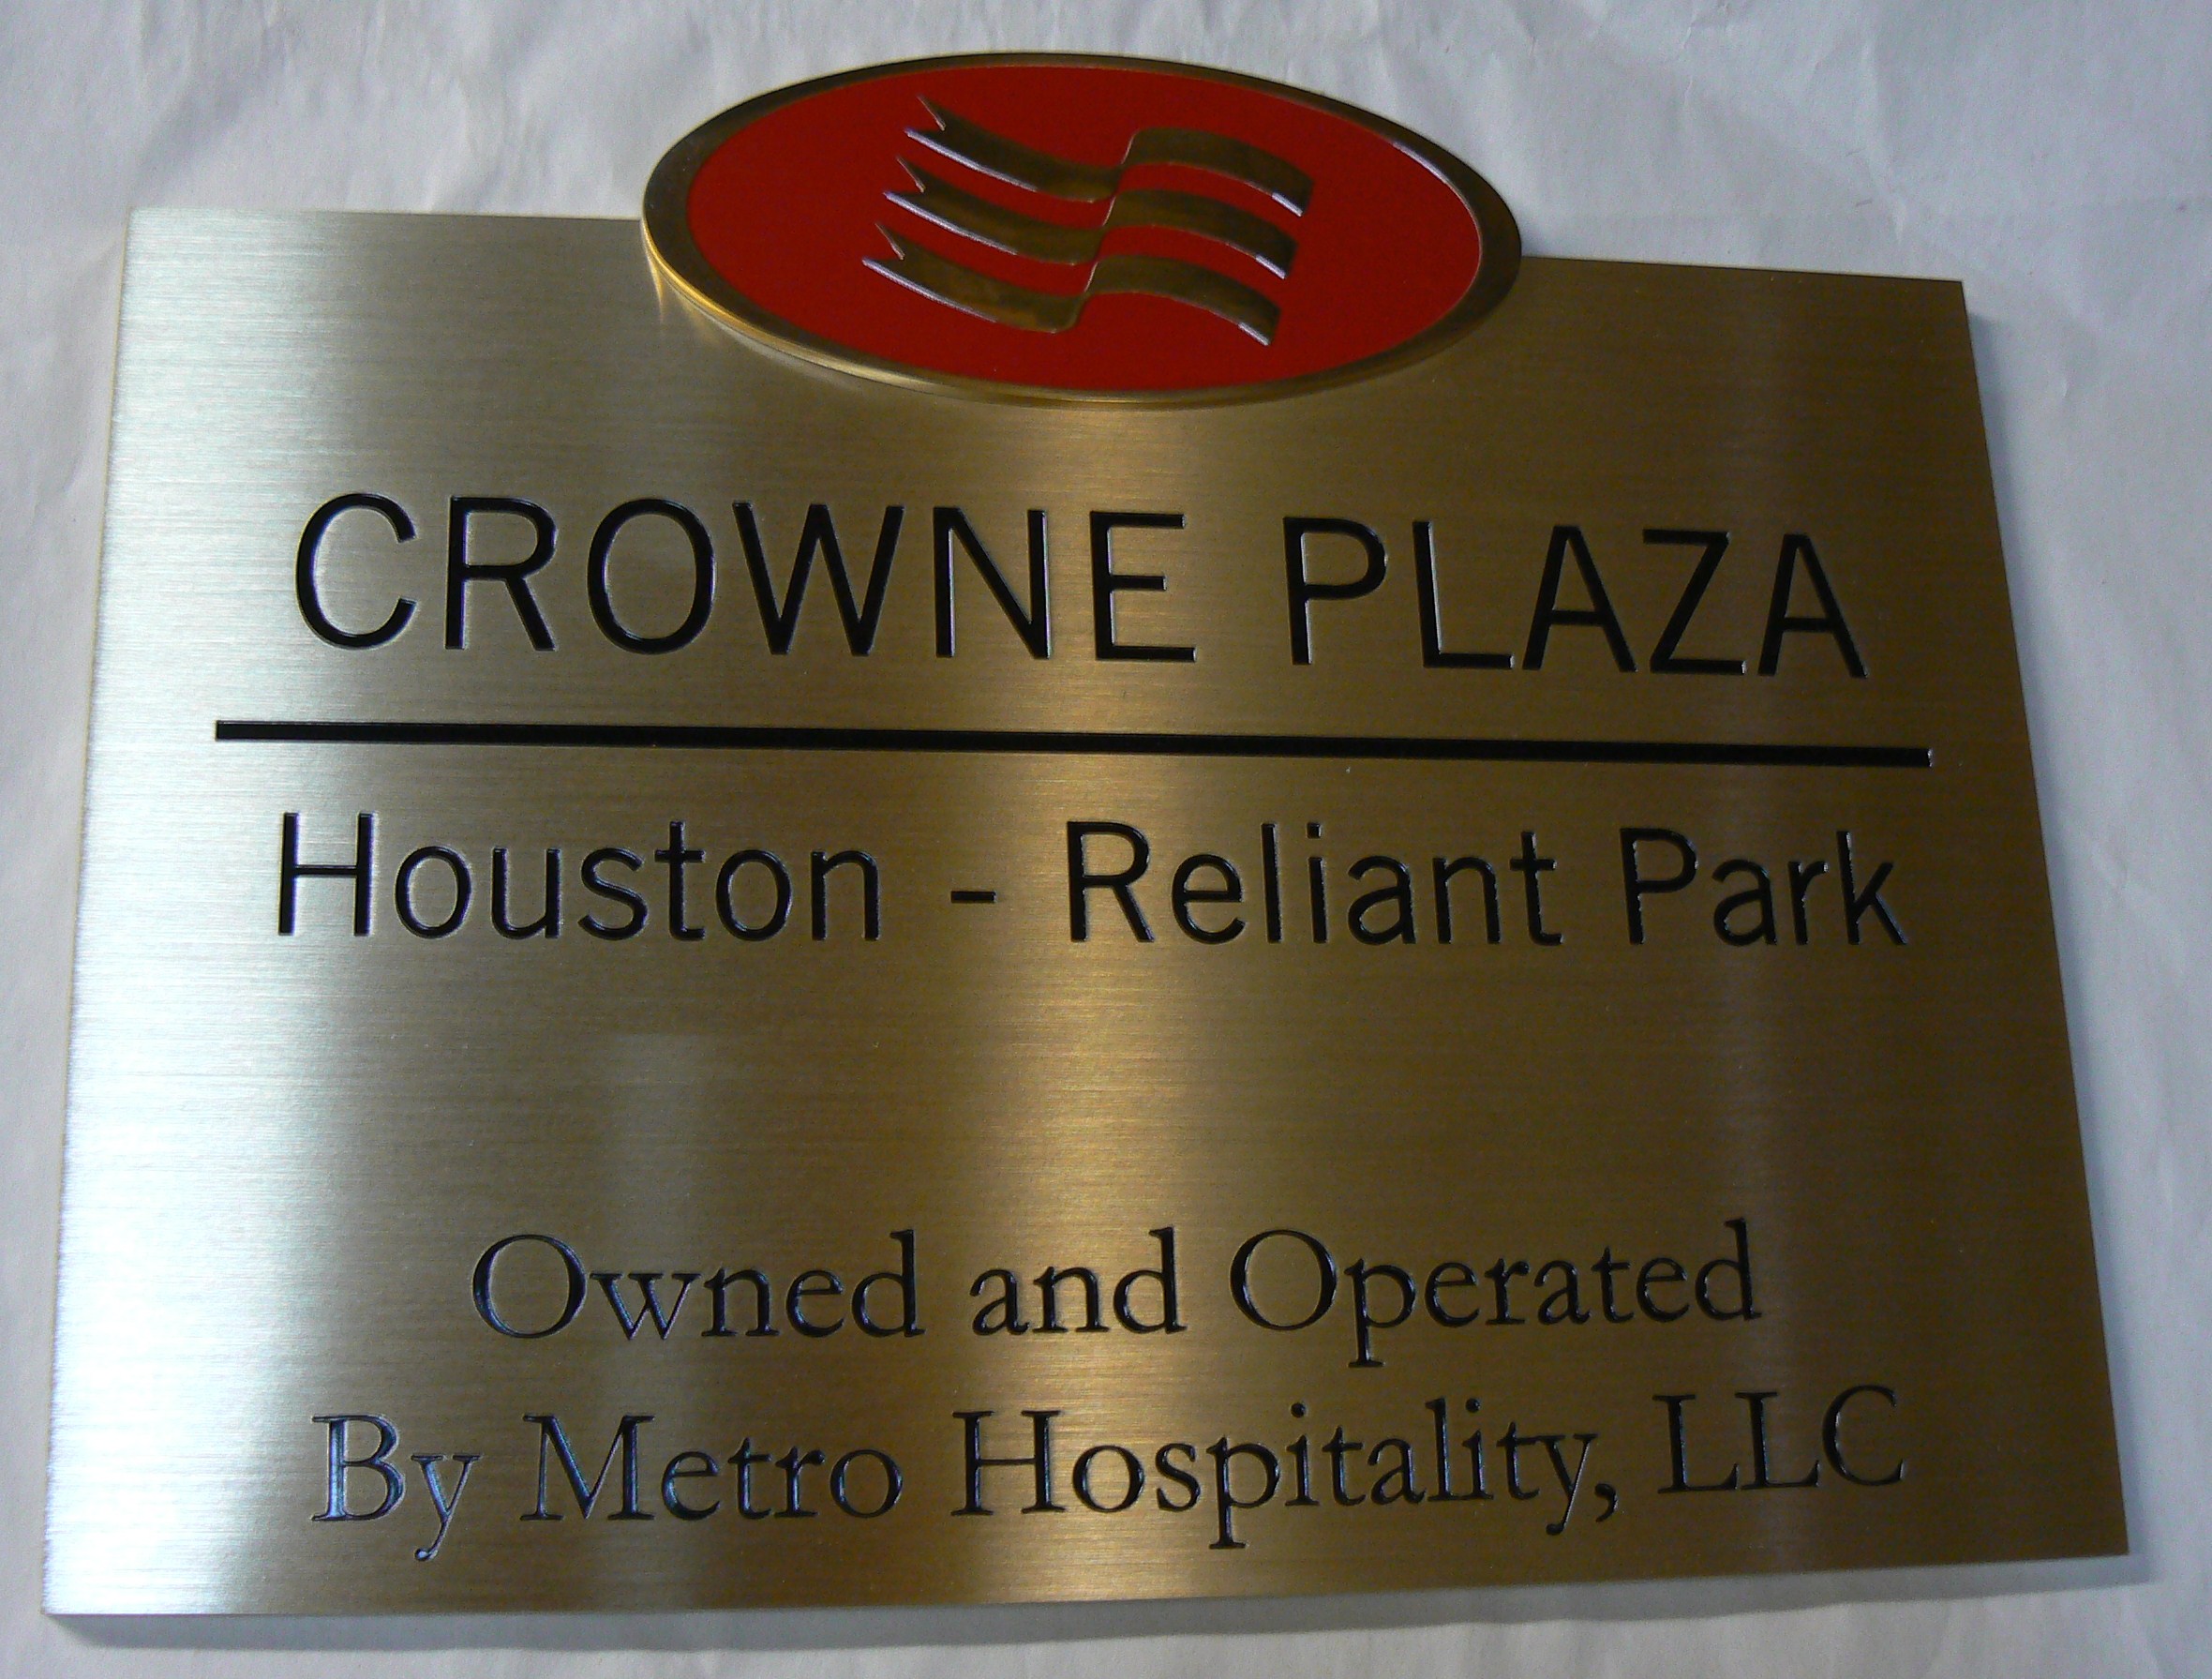 CROWNE PLAZA
Houston - Reliant Park
Owned and Operated
By Metro Hospitality, LLC